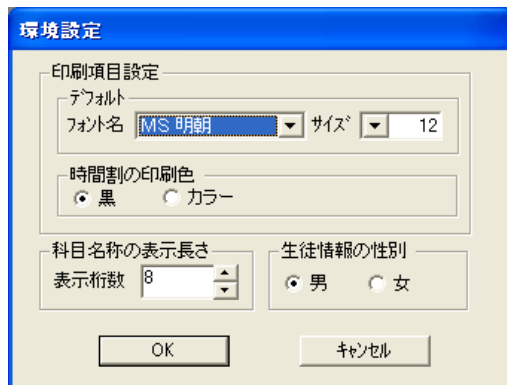 環境設定
印刷項目設定
ﾃﾞﾌｫﾙﾄ
ﾌｫﾝﾄ名 MS 明朝 ｻｲｽﾞ 12
時間割の印刷色
黒 カラー
科目名称の表示長さ
表示桁数 8
生徒情報の性別
男 女
OK ｷｬﾝｾﾙ